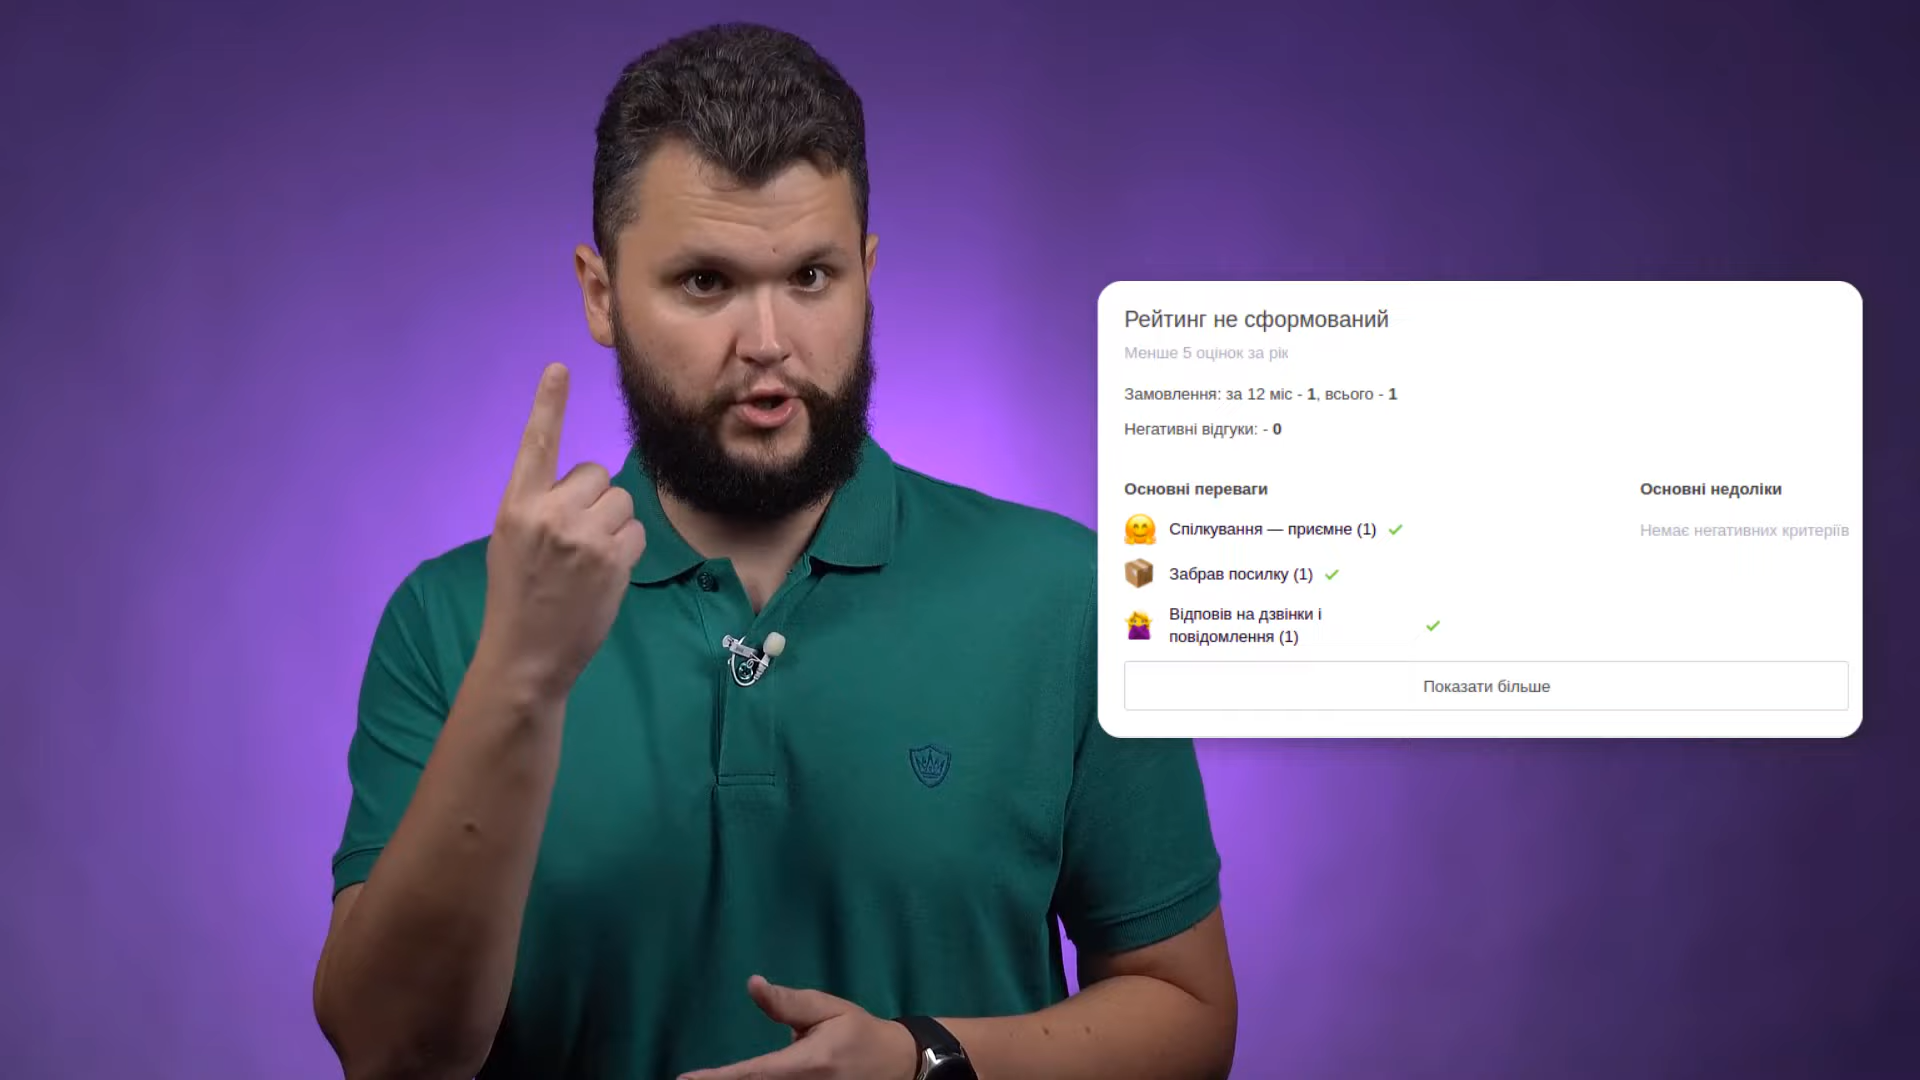 Рейтинг не сформований
Менше 5 оцінок за рік
Замовлення: за 12 міс - 1, всього - 1
Негативні відгуки: - 0
Основні переваги
Спілкування — приємне (1)
Забрав посилку (1)
Відповів на дзвінки і
повідомлення (1)
Основні недоліки
Немає негативних критеріїв
Показати більше